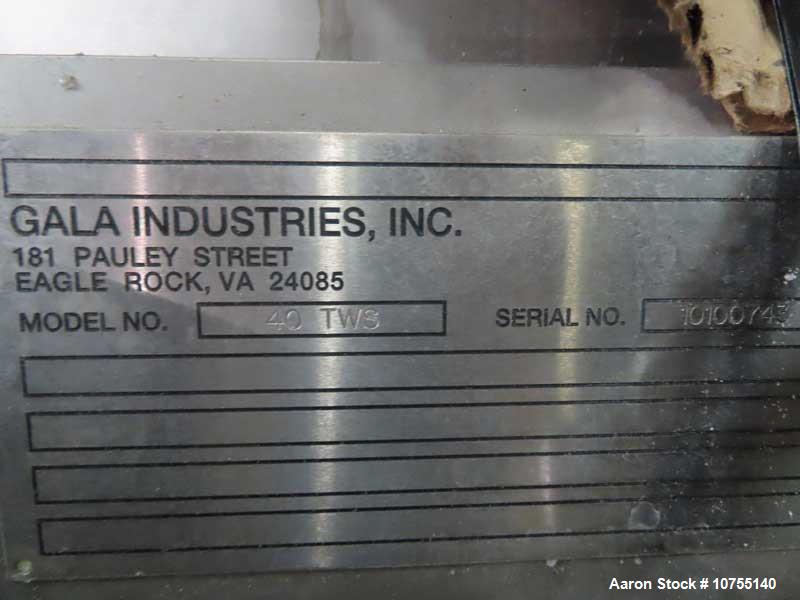 GALA INDUSTRIES, INC.
181 PAULEY STREET
EAGLE ROCK, VA 24085
MODEL NO. 40 TWS SERIAL NO.
Aaron Stock # 10755140